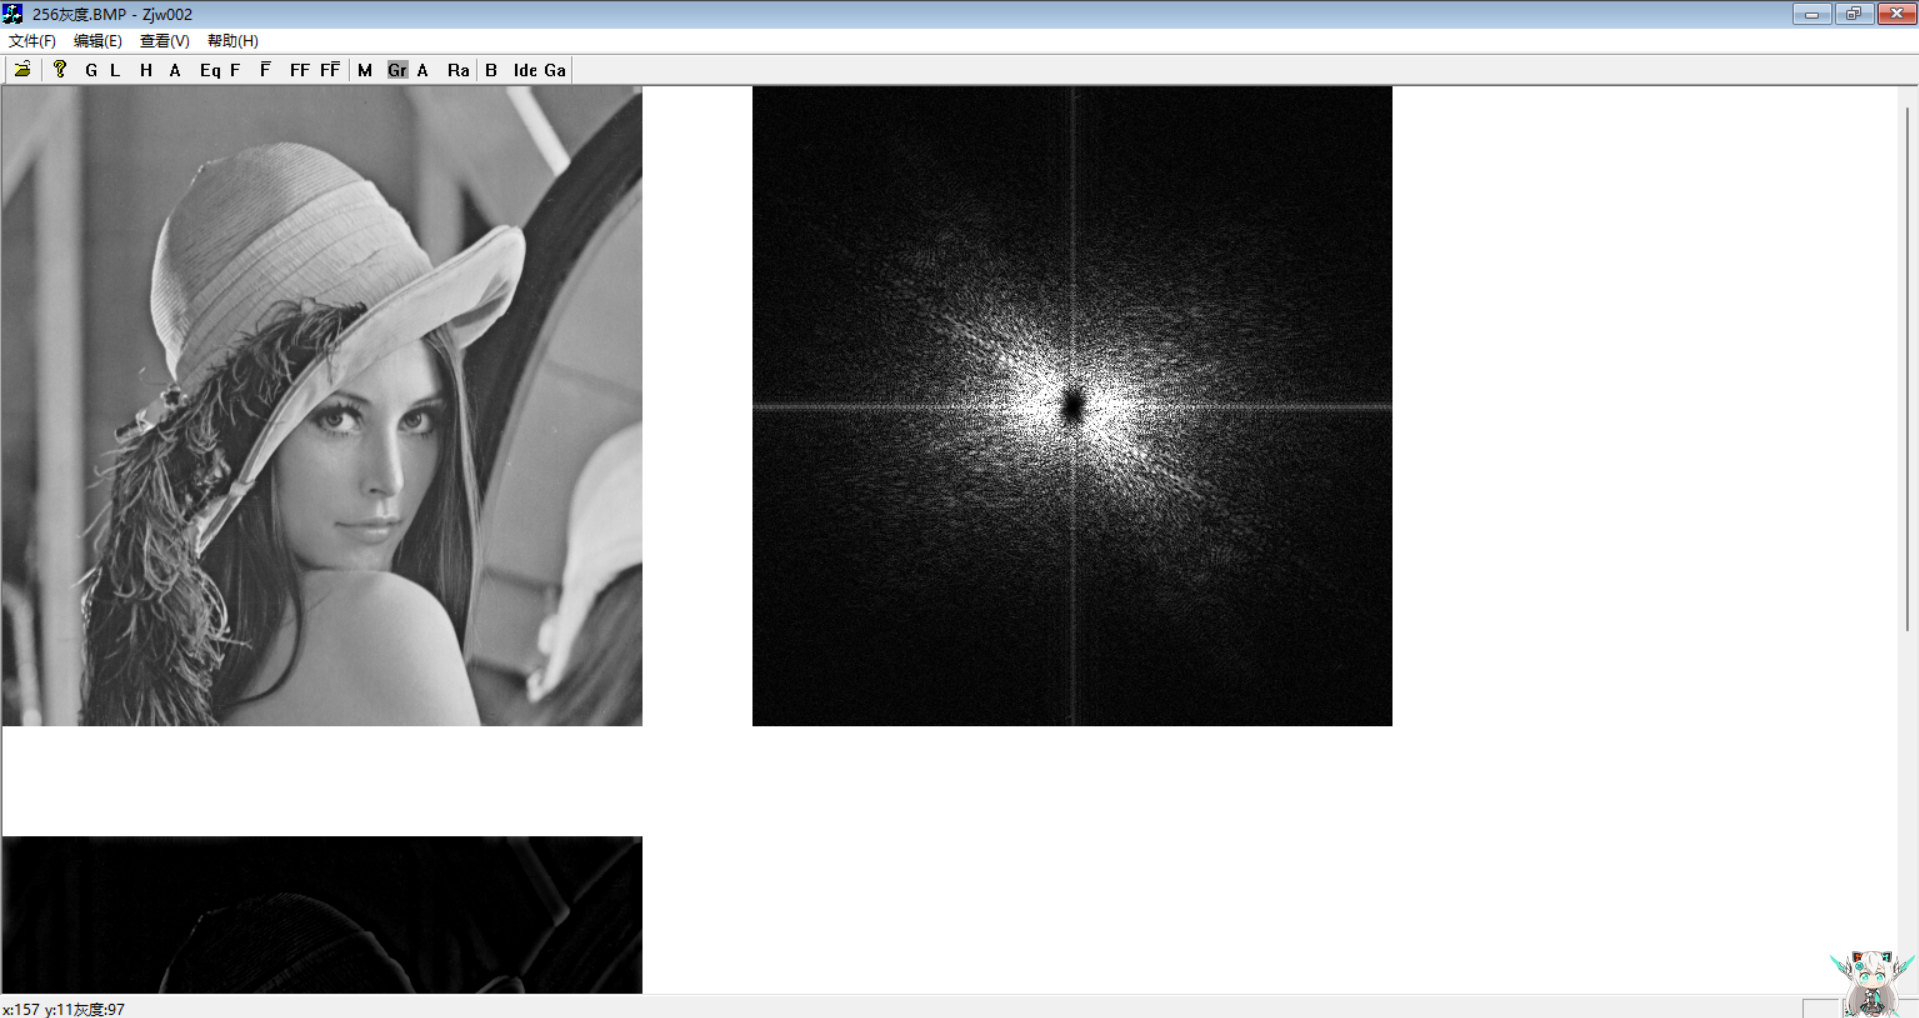 256灰度.BMP - Zjw002
文件(F) 编辑(E) 查看(V) 帮助(H)
G L H A Eq F F̅ FF FF̅ M Gr A Ra B Ide Ga
x:157 y:11灰度:97